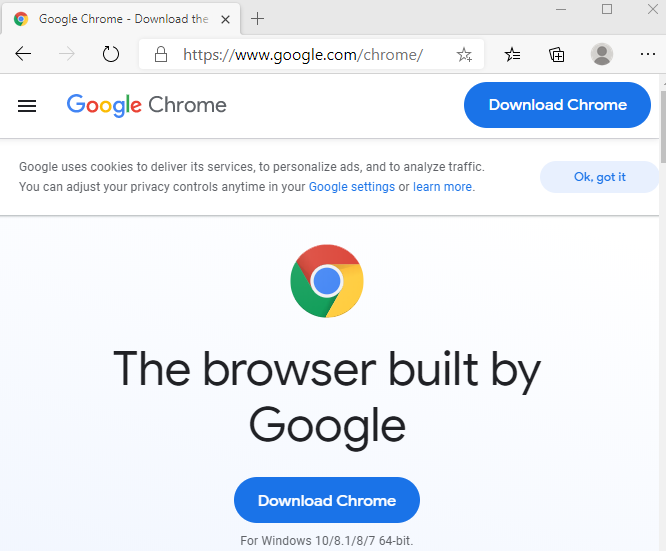 Google Chrome - Download the
https://www.google.com/chrome/
Google Chrome
Download Chrome
Google uses cookies to deliver its services, to personalize ads, and to analyze traffic.
You can adjust your privacy controls anytime in your Google settings or learn more.
Ok, got it
The browser built by
Google
Download Chrome
For Windows 10/8.1/8/7 64-bit.